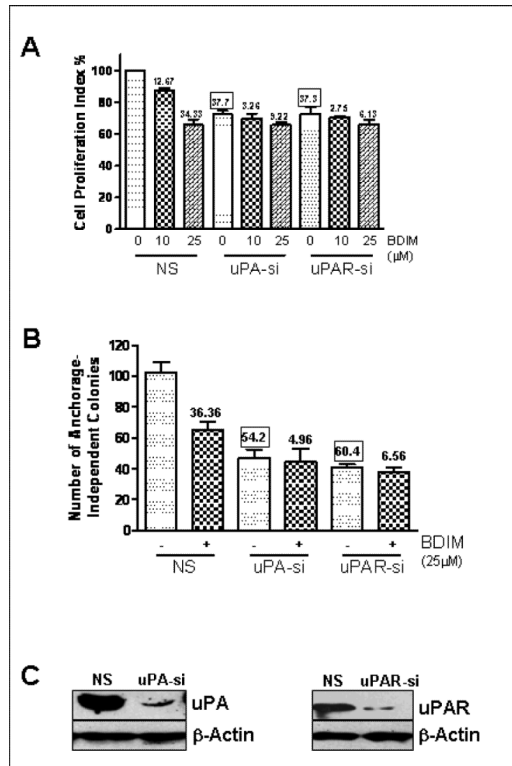 A
Cell Proliferation Index %
100
80
60
40
20
0
12.67
34.33
37.7
3.26
9.22
37.3
2.75
6.13
0 10 25 0 10 25 0 10 25 BDIM
(μM)
NS uPA-si uPAR-si
B
Number of Anchorage-
Independent Colonies
120
100
80
60
40
20
0
36.36
54.2
4.96
60.4
6.56
- + - + - + BDIM
(25μM)
NS uPA-si uPAR-si
C
NS uPA-si
uPA
β-Actin
NS uPAR-si
uPAR
β-Actin